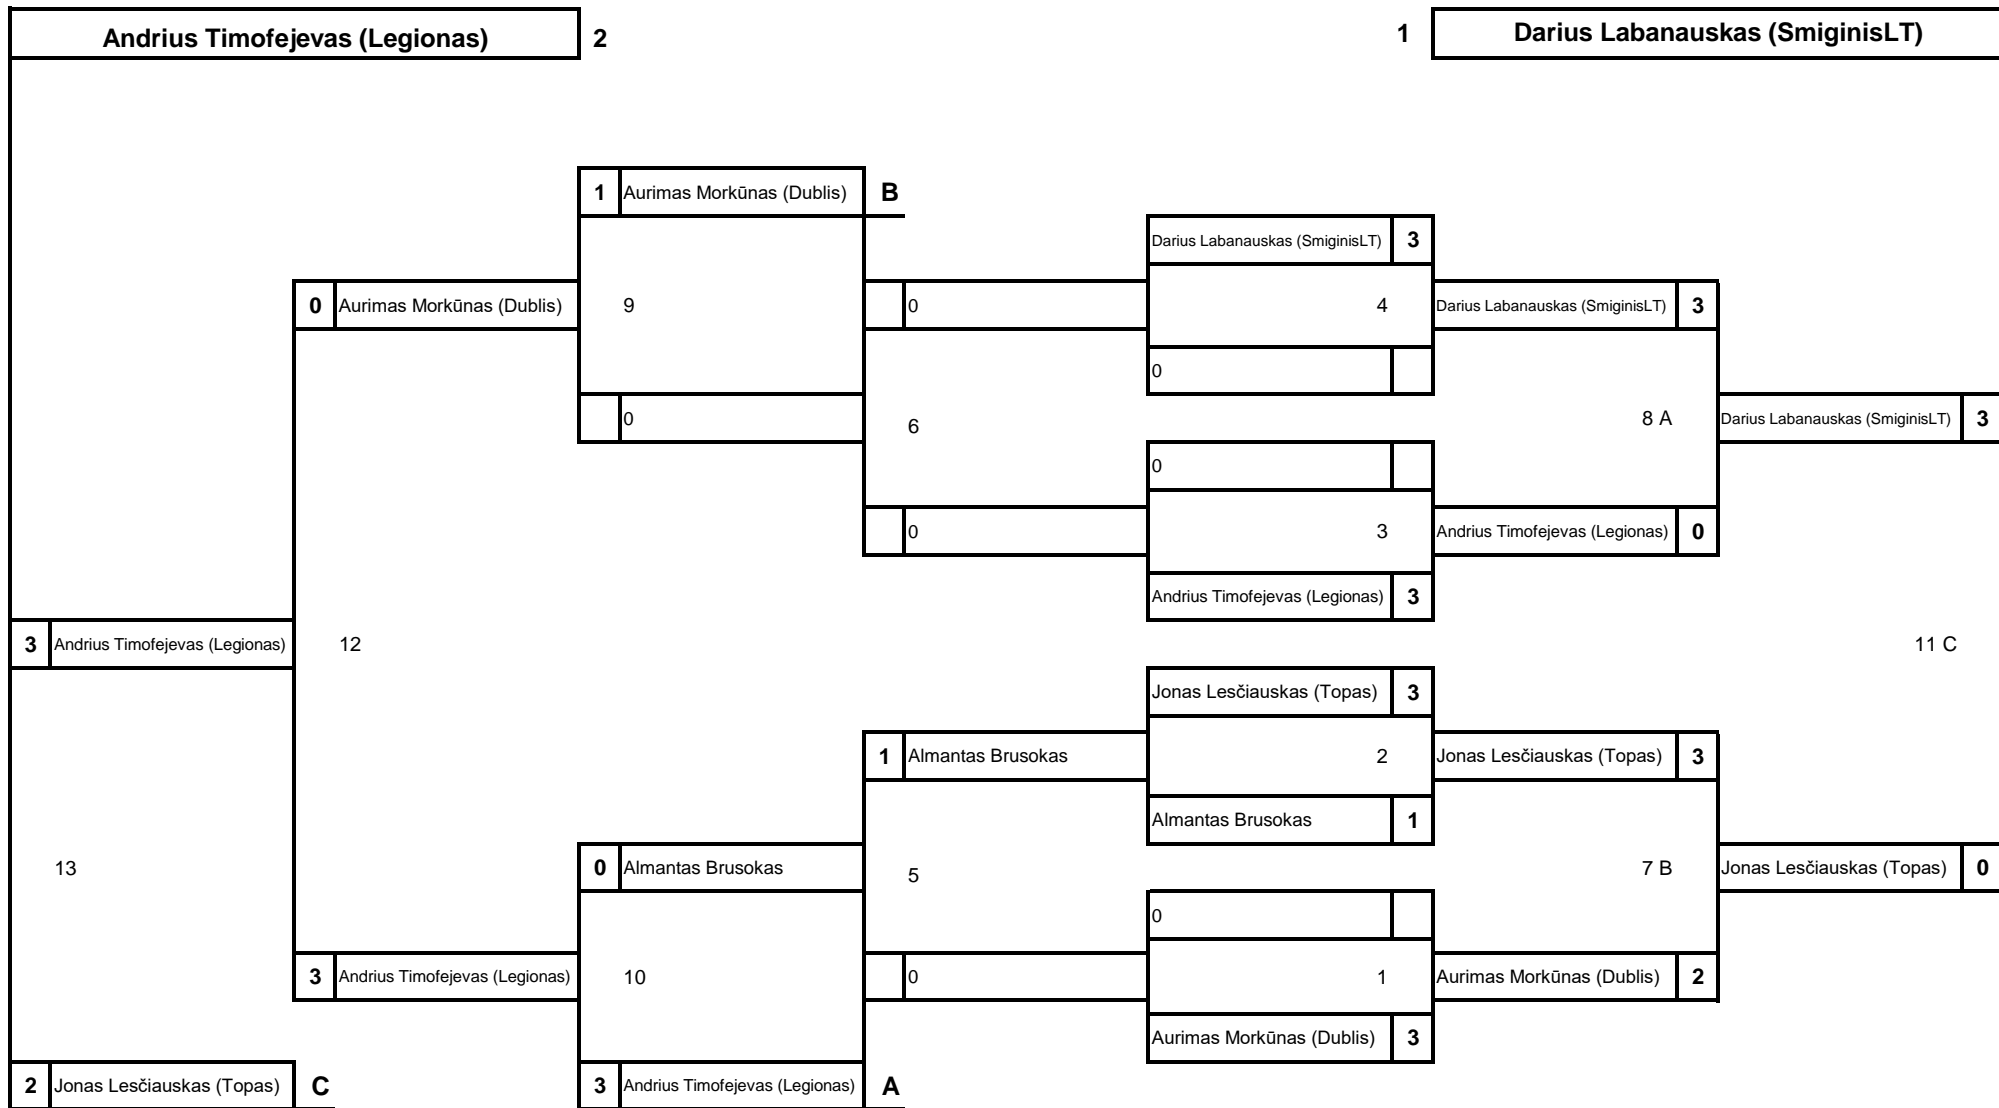 Andrius Timofejevas (Legionas) 2 1 Darius Labanauskas (SmiginisLT)
1 Aurimas Morkūnas (Dublis) B
Darius Labanauskas (SmiginisLT) 3
0 Aurimas Morkūnas (Dublis) 9 0 4 Darius Labanauskas (SmiginisLT) 3
0
0 6 8 A Darius Labanauskas (SmiginisLT) 3
0
0 3 Andrius Timofejevas (Legionas) 0
Andrius Timofejevas (Legionas) 3
3 Andrius Timofejevas (Legionas) 12 11 C
Jonas Lesčiauskas (Topas) 3
1 Almantas Brusokas 2 Jonas Lesčiauskas (Topas) 3
Almantas Brusokas 1
13 0 Almantas Brusokas 5 7 B Jonas Lesčiauskas (Topas) 0
0
3 Andrius Timofejevas (Legionas) 10 0 1 Aurimas Morkūnas (Dublis) 2
Aurimas Morkūnas (Dublis) 3
2 Jonas Lesčiauskas (Topas) C 3 Andrius Timofejevas (Legionas) A